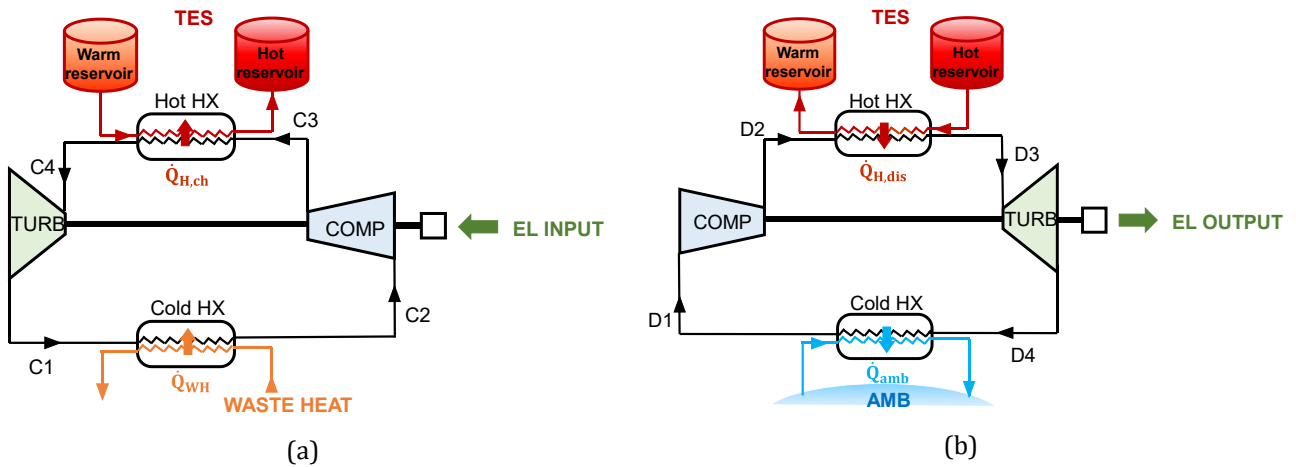 TES
Warm
reservoir
Hot
reservoir
Hot HX
C3
C4
Q̇H,ch
TURB
COMP
EL INPUT
Cold HX
C2
C1
Q̇WH
WASTE HEAT
(a)
TES
Warm
reservoir
Hot
reservoir
Hot HX
D2
D3
Q̇H,dis
COMP
TURB
EL OUTPUT
Cold HX
D1
D4
Q̇amb
AMB
(b)